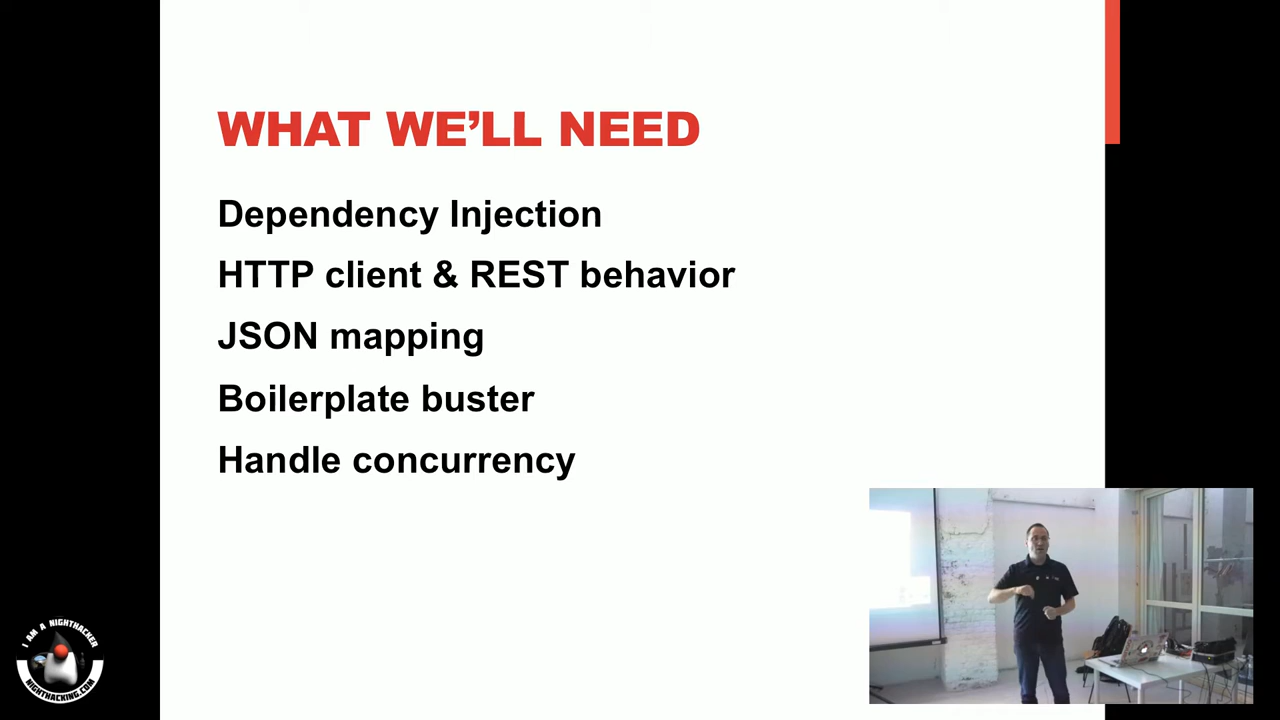 WHAT WE’LL NEED
Dependency Injection
HTTP client & REST behavior
JSON mapping
Boilerplate buster
Handle concurrency
I AM A NIGHTHACKER
NIGHTHACKING.COM